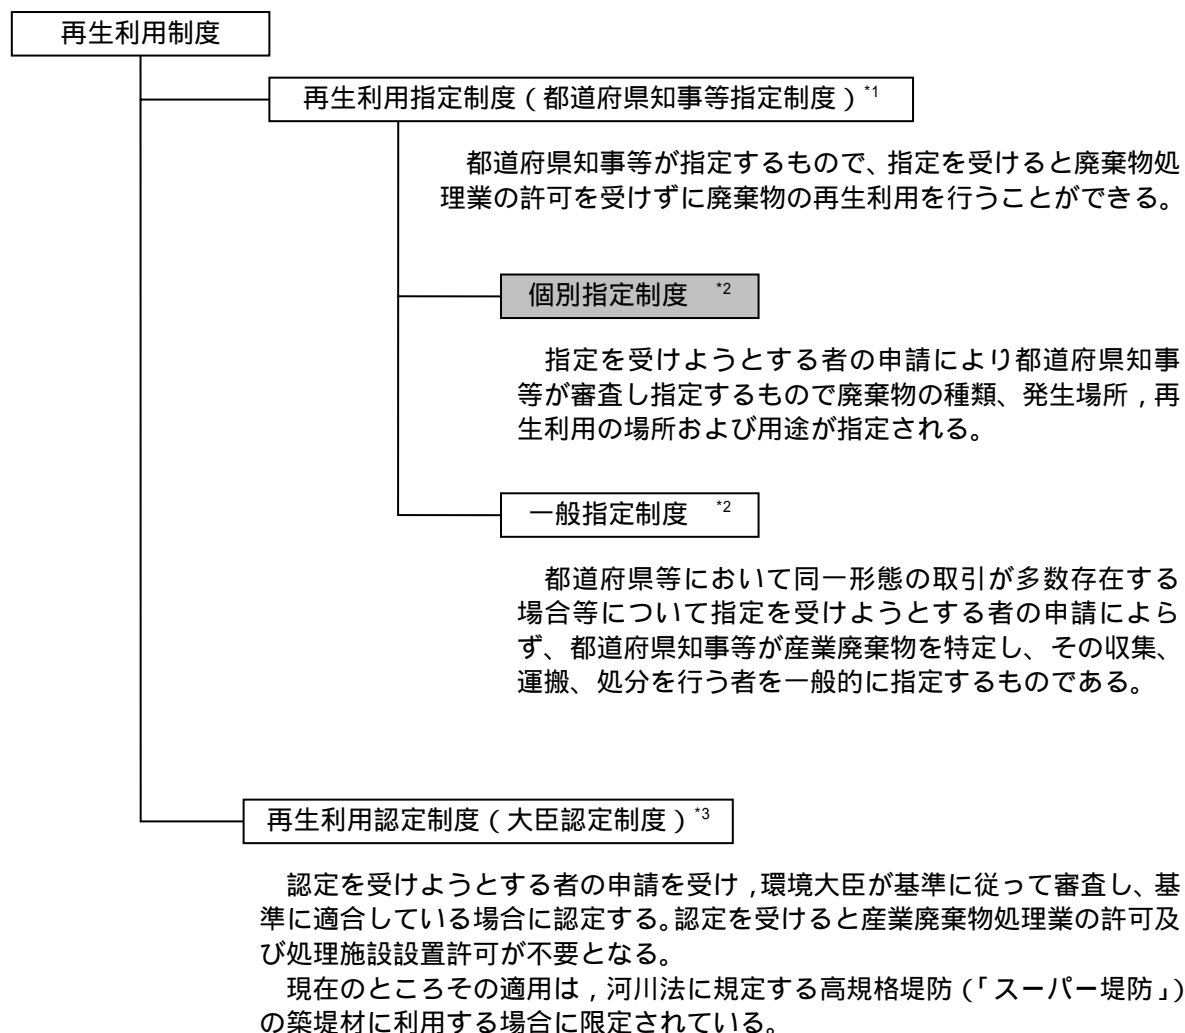 再生利用制度
再生利用指定制度(都道府県知事等指定制度)*1
都道府県知事等が指定するもので、指定を受けると廃棄物処
理業の許可を受けずに廃棄物の再生利用を行うことができる。
個別指定制度 *2
指定を受けようとする者の申請により都道府県知事
等が審査し指定するもので廃棄物の種類、発生場所,再
生利用の場所および用途が指定される。
一般指定制度 *2
都道府県等において同一形態の取引が多数存在する
場合等について指定を受けようとする者の申請によら
ず、都道府県知事等が産業廃棄物を特定し、その収集、
運搬、処分を行う者を一般的に指定するものである。
再生利用認定制度(大臣認定制度)*3
認定を受けようとする者の申請を受け,環境大臣が基準に従って審査し、基
準に適合している場合に認定する。認定を受けると産業廃棄物処理業の許可及
び処理施設設置許可が不要となる。
現在のところその適用は,河川法に規定する高規格堤防(「スーパー堤防」)
の築堤材に利用する場合に限定されている。